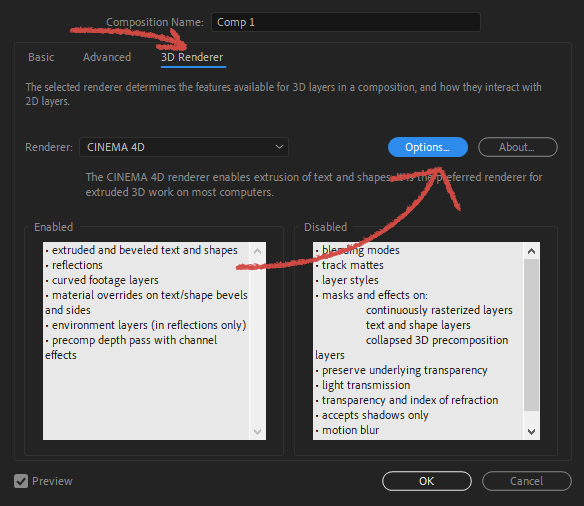 Composition Name: Comp 1
Basic Advanced 3D Renderer
The selected renderer determines the features available for 3D layers in a composition, and how they interact with
2D layers.
Renderer: CINEMA 4D Options... About...
The CINEMA 4D renderer enables extrusion of text and shapes. It is the preferred renderer for
extruded 3D work on most computers.
Enabled
• extruded and beveled text and shapes
• reflections
• curved footage layers
• material overrides on text/shape bevels
and sides
• environment layers (in reflections only)
• precomp depth pass with channel
effects
Disabled
• blending modes
• track mattes
• layer styles
• masks and effects on:
continuously rasterized layers
text and shape layers
collapsed 3D precomposition
layers
• preserve underlying transparency
• light transmission
• transparency and index of refraction
• accepts shadows only
• motion blur
Preview OK Cancel